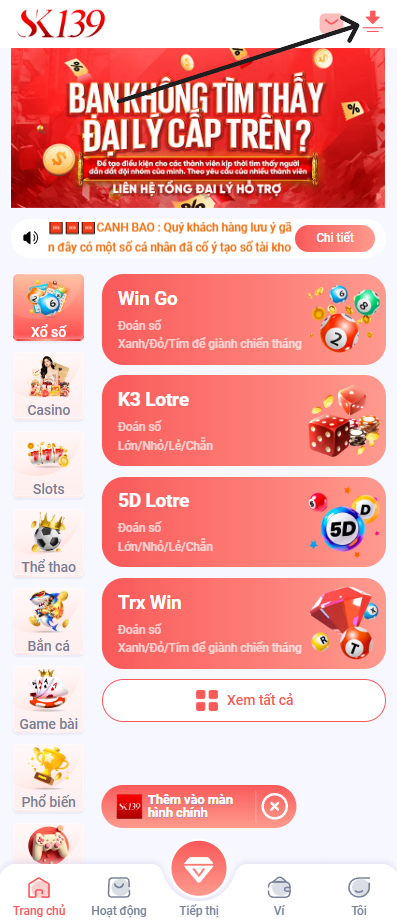 SK139
BẠN KHÔNG TÌM THẤY
ĐẠI LÝ CẤP TRÊN ?
Để tạo điều kiện cho các thành viên kịp thời tìm thấy người
dẫn dắt đội nhóm của mình. Theo yêu cầu của nhiều thành viên
LIÊN HỆ TỔNG ĐẠI LÝ HỖ TRỢ
CẢNH BÁO : Quý khách hàng lưu ý gầ
n đây có một số cá nhân đã cố ý tạo số tài kho
Chi tiết
Xổ số
Casino
Slots
Thể thao
Bắn cá
Game bài
Phổ biến
Win Go
Đoán số
Xanh/Đỏ/Tím để giành chiến tháng
K3 Lotre
Đoán số
Lớn/Nhỏ/Lẻ/Chẵn
5D Lotre
Đoán số
Lớn/Nhỏ/Lẻ/Chẵn
5D
D
Trx Win
Đoán số
Xanh/Đỏ/Tím để giành chiến tháng
Xem tất cả
SK139
Thêm vào màn
hình chính
Trang chủ
Hoạt động
Tiếp thị
Ví
Tôi